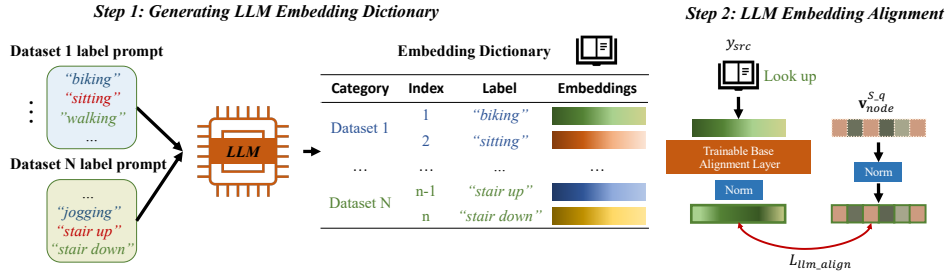 Step 1: Generating LLM Embedding Dictionary
Dataset 1 label prompt
“biking”
“sitting”
“walking”
...
Dataset N label prompt
...
“jogging”
“stair up”
“stair down”
LLM
Embedding Dictionary
Category Index Label Embeddings
Dataset 1
1 “biking”
2 “sitting”
... ... ... ...
Dataset N
n-1 “stair up”
n “stair down”
Step 2: LLM Embedding Alignment
y_src
Look up
v_node^S_q
Trainable Base
Alignment Layer
Norm
Norm
L_llm_align